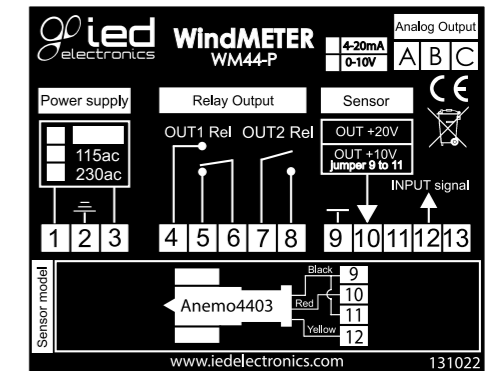 ied
electronics
WindMETER
WM44-P
4-20mA
0-10V
Analog Output
A B C
CE
Power supply
Relay Output
Sensor
115ac
230ac
OUT1 Rel OUT2 Rel
OUT +20V
OUT +10V
jumper 9 to 11
INPUT signal
1 2 3 4 5 6 7 8 9 10 11 12 13
Sensor model
Anemo4403
Black 9
Red 10
11
Yellow 12
www.iedelectronics.com
131022